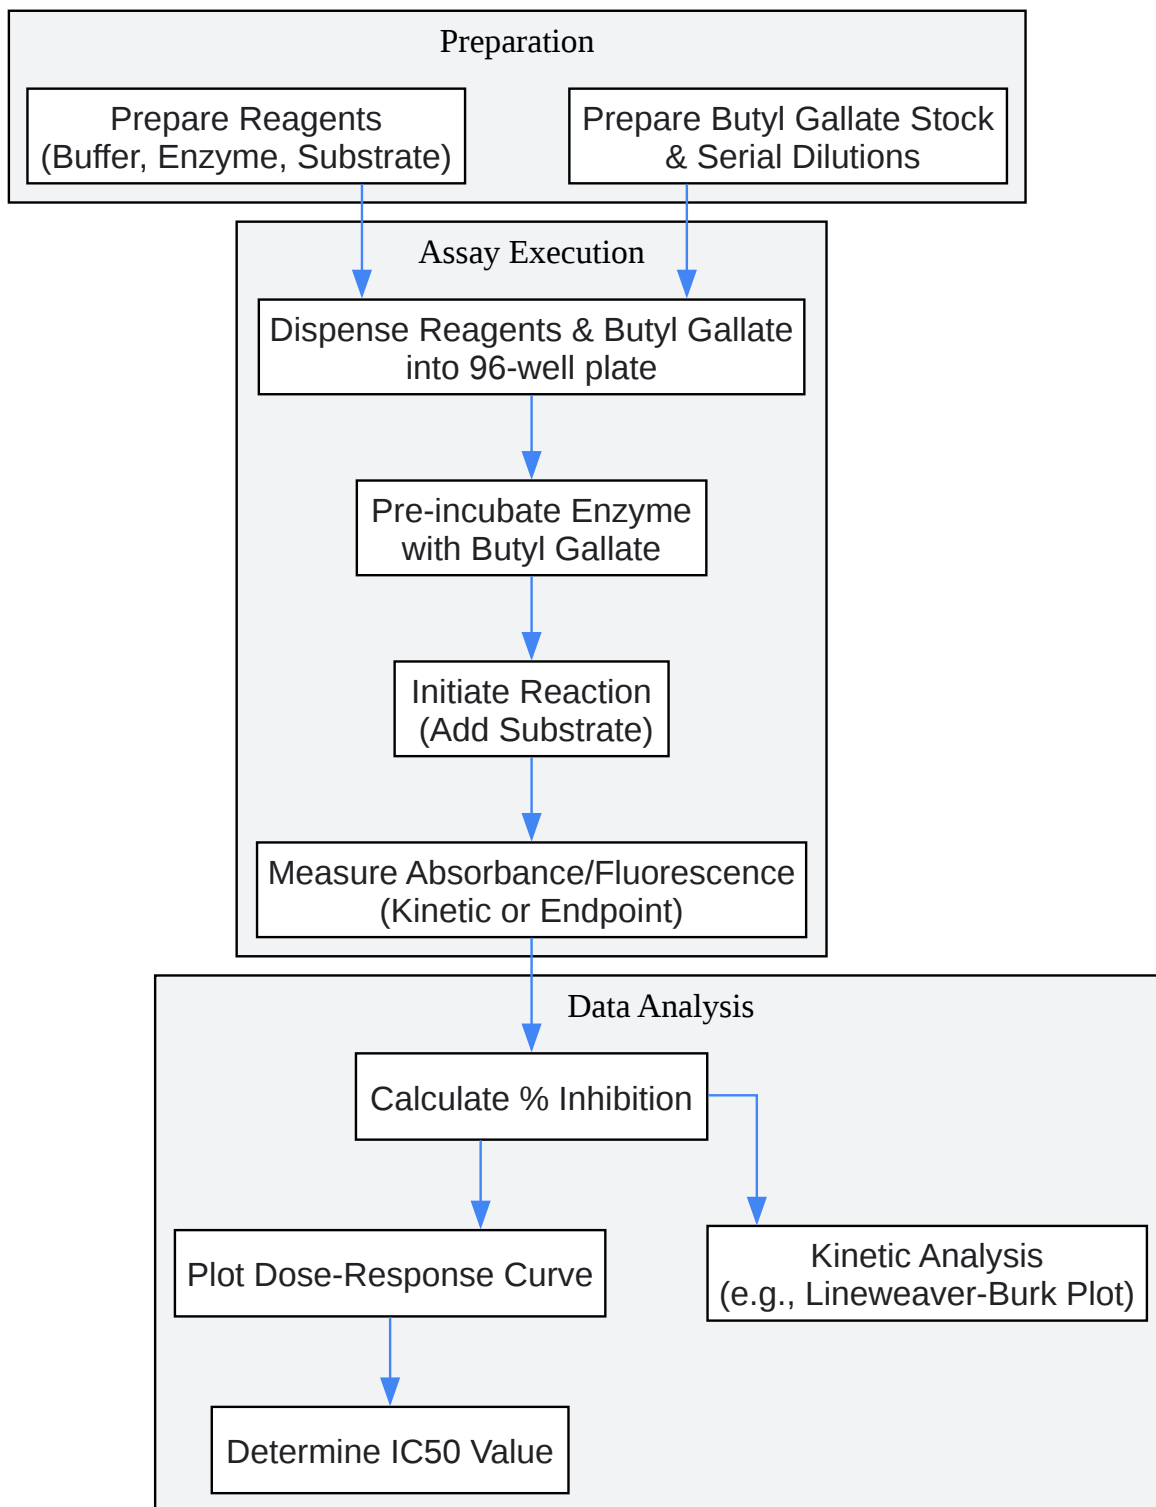 Preparation
Prepare Reagents
(Buffer, Enzyme, Substrate)
Prepare Butyl Gallate Stock
& Serial Dilutions
Assay Execution
Dispense Reagents & Butyl Gallate
into 96-well plate
Pre-incubate Enzyme
with Butyl Gallate
Initiate Reaction
(Add Substrate)
Measure Absorbance/Fluorescence
(Kinetic or Endpoint)
Data Analysis
Calculate % Inhibition
Plot Dose-Response Curve
Kinetic Analysis
(e.g., Lineweaver-Burk Plot)
Determine IC50 Value